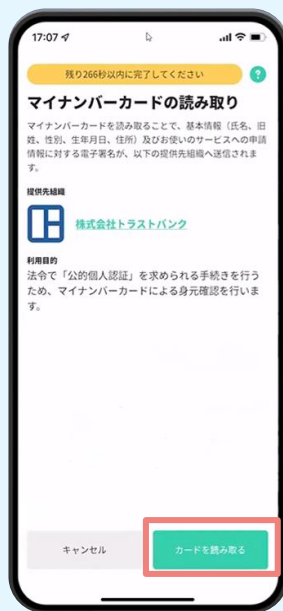 17:07
残り266秒以内に完了してください
?
マイナンバーカードの読み取り
マイナンバーカードを読み取ることで、基本情報（氏名、旧
姓、性別、生年月日、住所）及びお使いのサービスへの申請
情報に対する電子署名が、以下の提供先組織へ送信されま
す。
提供先組織
株式会社トラストバンク
利用目的
法令で「公的個人認証」を求められる手続きを行う
ため、マイナンバーカードによる身元確認を行いま
す。
キャンセル
カードを読み取る